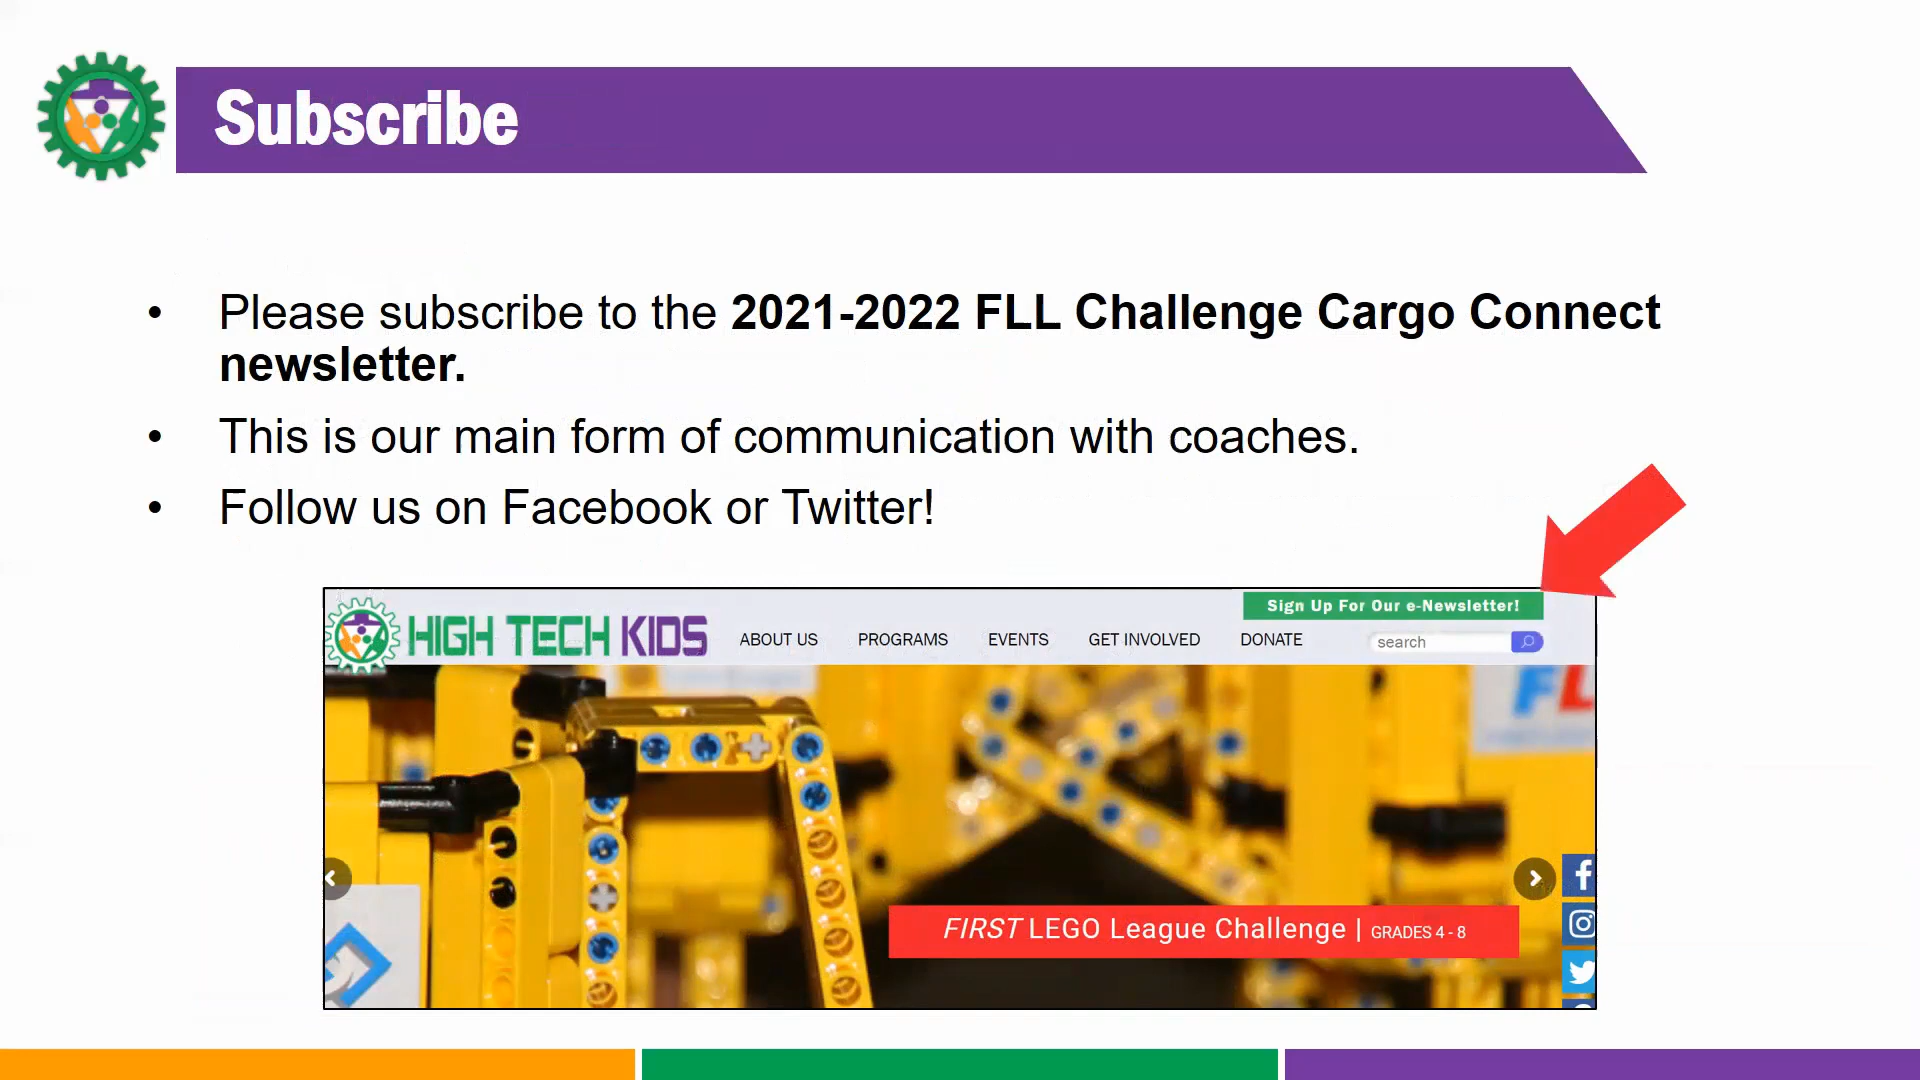 Subscribe
• Please subscribe to the 2021-2022 FLL Challenge Cargo Connect
newsletter.
• This is our main form of communication with coaches.
• Follow us on Facebook or Twitter!
Sign Up For Our e-Newsletter!
HIGH TECH KIDS ABOUT US PROGRAMS EVENTS GET INVOLVED DONATE search
FL
FIRST LEGO League Challenge | GRADES 4 - 8